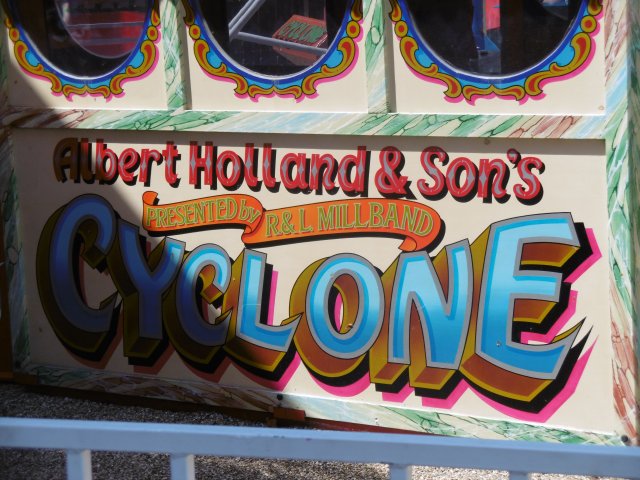 Albert Holland & Son's
PRESENTED by R & L MILLBAND
CYCLONE